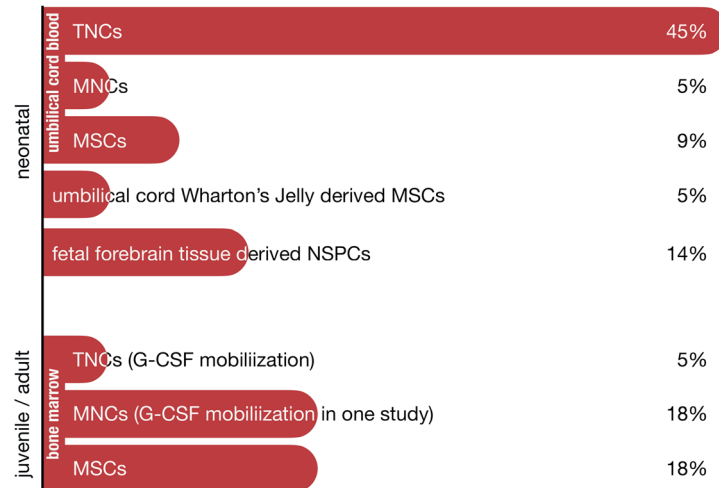 neonatal
umbilical cord blood
TNCs 45%
MNCs 5%
MSCs 9%
umbilical cord Wharton's Jelly derived MSCs 5%
fetal forebrain tissue derived NSPCs 14%
juvenile / adult
bone marrow
TNCs (G-CSF mobiliization) 5%
MNCs (G-CSF mobiliization in one study) 18%
MSCs 18%